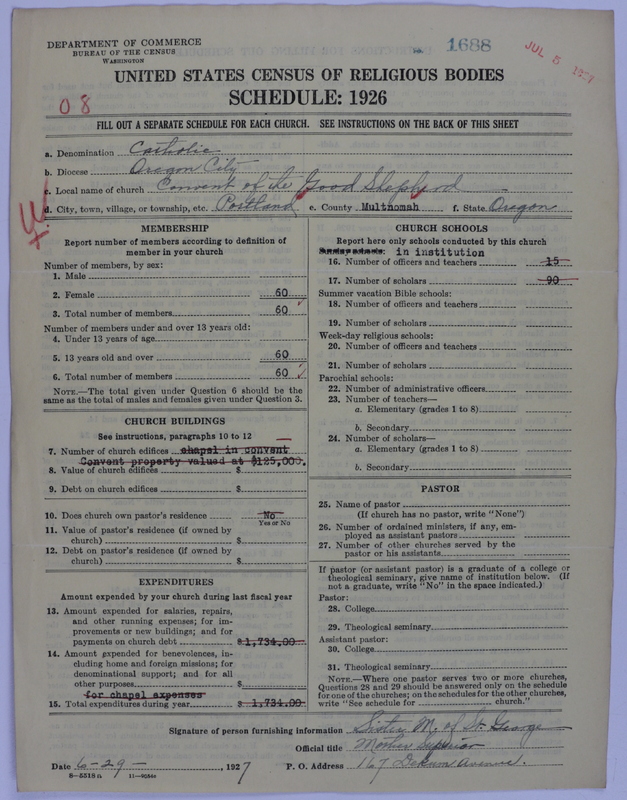 DEPARTMENT OF COMMERCE
BUREAU OF THE CENSUS
WASHINGTON
1688
JUL 5 1927
UNITED STATES CENSUS OF RELIGIOUS BODIES
SCHEDULE: 1926
08
FILL OUT A SEPARATE SCHEDULE FOR EACH CHURCH. SEE INSTRUCTIONS ON THE BACK OF THIS SHEET
a. Denomination Catholic
b. Diocese Oregon City
c. Local name of church Convent of the Good Shepherd
d. City, town, village, or township, etc. Portland e. County Multnomah f. State Oregon
MEMBERSHIP
Report number of members according to definition of
member in your church
Number of members, by sex:
1. Male
2. Female 60
3. Total number of members 60
Number of members under and over 13 years old:
4. Under 13 years of age
5. 13 years old and over 60
6. Total number of members 60
NOTE.—The total given under Question 6 should be the
same as the total of males and females given under Question 3.
CHURCH BUILDINGS
See instructions, paragraphs 10 to 12
7. Number of church edifices chapel in convent
Convent property valued at $125,000.
8. Value of church edifices $
9. Debt on church edifices $
10. Does church own pastor's residence No
Yes or No
11. Value of pastor's residence (if owned by
church) $
12. Debt on pastor's residence (if owned by
church) $
EXPENDITURES
Amount expended by your church during last fiscal year
13. Amount expended for salaries, repairs,
and other running expenses; for im-
provements or new buildings; and for
payments on church debt $1,734.00
14. Amount expended for benevolences, in-
cluding home and foreign missions; for
denominational support; and for all
other purposes $
for chapel expenses
15. Total expenditures during year $ 1,734.00
CHURCH SCHOOLS
Report here only schools conducted by this church
in institution
16. Number of officers and teachers 15
17. Number of scholars 90
Summer vacation Bible schools:
18. Number of officers and teachers
19. Number of scholars
Week-day religious schools:
20. Number of officers and teachers
21. Number of scholars
Parochial schools:
22. Number of administrative officers
23. Number of teachers—
a. Elementary (grades 1 to 8)
b. Secondary
24. Number of scholars—
a. Elementary (grades 1 to 8)
b. Secondary
PASTOR
25. Name of pastor
(If church has no pastor, write "None")
26. Number of ordained ministers, if any, em-
ployed as assistant pastors
27. Number of other churches served by the
pastor or his assistants
If pastor (or assistant pastor) is a graduate of a college or
theological seminary, give name of institution below. (If
not a graduate, write "No" in the space indicated.)
Pastor:
28. College
29. Theological seminary
Assistant pastor:
30. College
31. Theological seminary
NOTE.—Where one pastor serves two or more churches,
Questions 28 and 29 should be answered only on the schedule
for one of the churches; on the schedules for the other churches,
write "See schedule for church."
Signature of person furnishing information Sister M. of St. George
Official title Mother Superior
Date 6-29-, 1927 P. O. Address 167 Dekum Avenue.
8—5518 11—9284